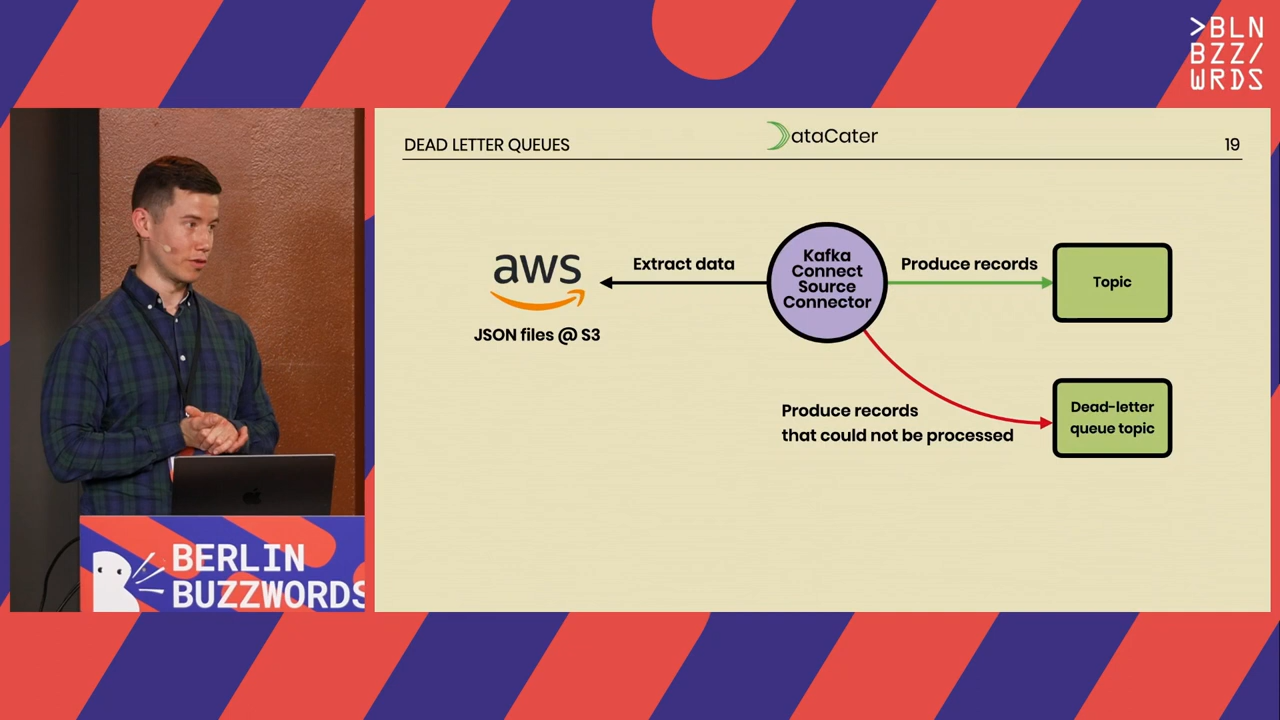 >BLN
BZZ/
WRDS
DEAD LETTER QUEUES
DataCater
19
aws
JSON files @ S3
Extract data
Kafka
Connect
Source
Connector
Produce records
Topic
Produce records
that could not be processed
Dead-letter
queue topic
BERLIN
BUZZWORDS